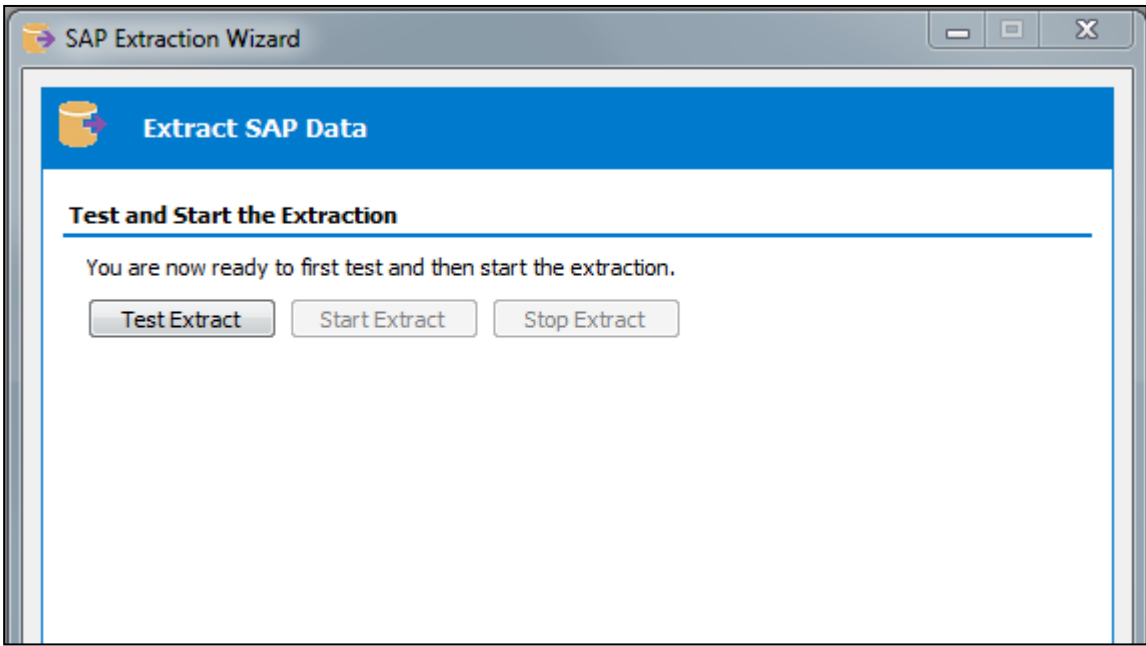 SAP Extraction Wizard
Extract SAP Data
Test and Start the Extraction
You are now ready to first test and then start the extraction.
Test Extract Start Extract Stop Extract